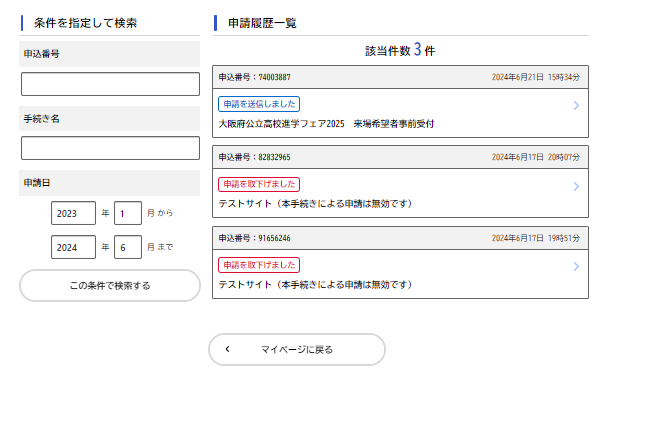 条件を指定して検索
申込番号
手続き名
申請日
2023 年 1 月 から
2024 年 6 月 まで
この条件で検索する
申請履歴一覧
該当件数 3 件
申込番号：74003887 2024年6月21日 15時34分
申請を送信しました
大阪府公立高校進学フェア2025 来場希望者事前受付
申込番号：82832965 2024年6月17日 20時07分
申請を取下げました
テストサイト（本手続きによる申請は無効です）
申込番号：91656246 2024年6月17日 19時51分
申請を取下げました
テストサイト（本手続きによる申請は無効です）
マイページに戻る